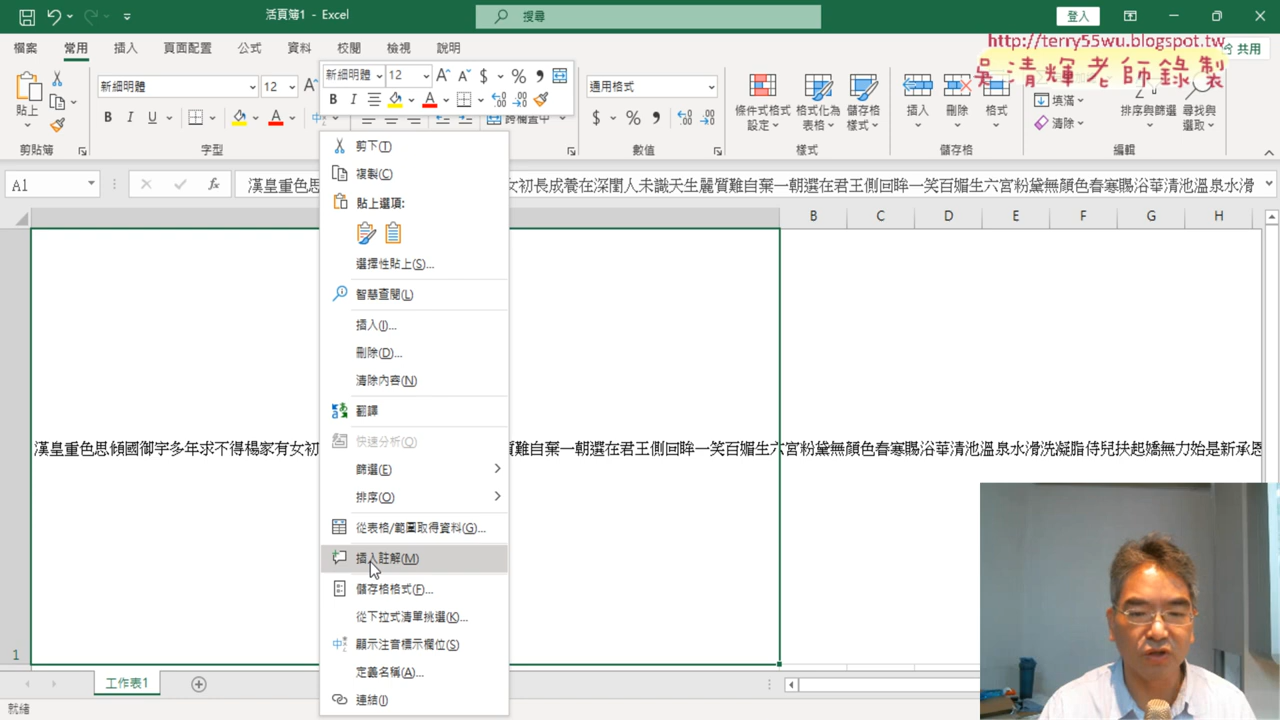 活頁簿1 - Excel
搜尋
登入
http://terry55wu.blogspot.tw
吳清輝老師錄製
檔案 常用 插入 頁面配置 公式 資料 校閱 檢視 說明
共用
新細明體 12
通用格式
貼上
B I U
跨欄置中
條件式格式設定
格式化為表格
儲存格樣式
插入 刪除 格式
填滿
清除
排序與篩選
尋找與選取
剪貼簿 字型 數值 樣式 儲存格 編輯
A1
fx
漢皇重色思
女初長成養在深閨人未識天生麗質難自棄一朝選在君王側回眸一笑百媚生六宮粉黛無顏色春寒賜浴華清池溫泉水滑
B C D E F G H
剪下(T)
複製(C)
貼上選項:
選擇性貼上(S)...
智慧查閱(L)
插入(I)...
刪除(D)...
清除內容(N)
翻譯
快速分析(Q)
篩選(E)
排序(O)
從表格/範圍取得資料(G)...
插入註解(M)
儲存格格式(F)...
從下拉式清單挑選(K)...
顯示注音標示欄位(S)
定義名稱(A)...
連結(I)
漢皇重色思傾國御宇多年求不得楊家有女初
質難自棄一朝選在君王側回眸一笑百媚生六宮粉黛無顏色春寒賜浴華清池溫泉水滑洗凝脂侍兒扶起嬌無力始是新承恩
1
工作表1
就緒